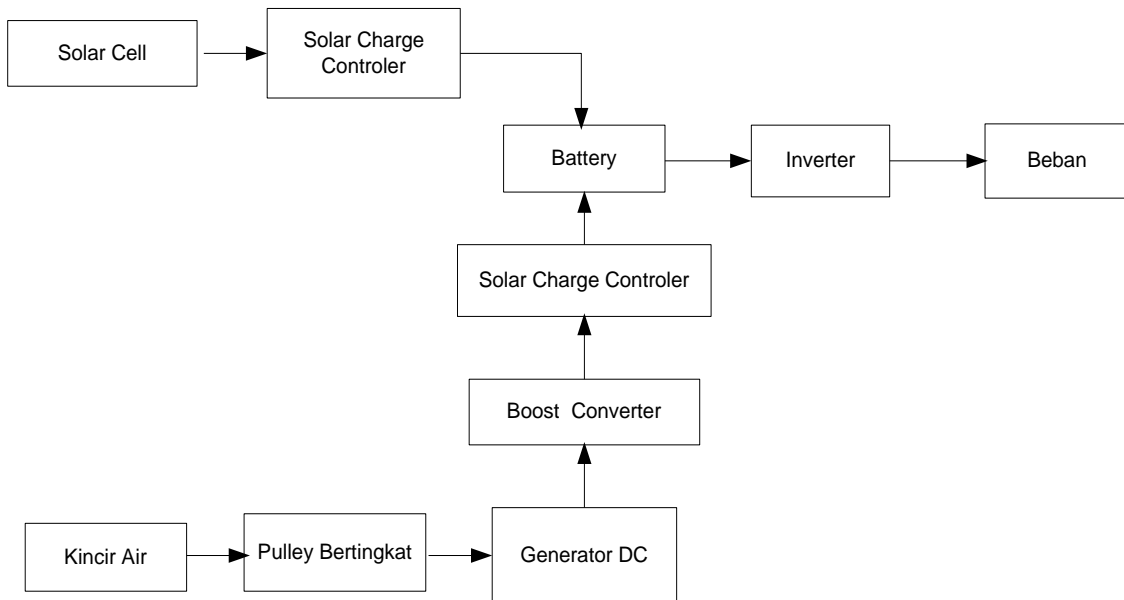 Solar Cell
Solar Charge
Controler
Battery
Inverter
Beban
Solar Charge Controler
Boost Converter
Kincir Air
Pulley Bertingkat
Generator DC